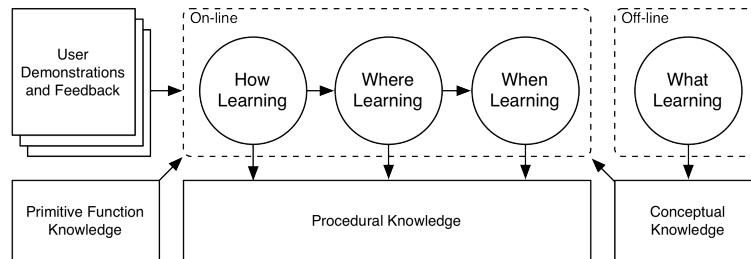 On-line
Off-line
User
Demonstrations
and Feedback
How
Learning
Where
Learning
When
Learning
What
Learning
Primitive Function
Knowledge
Procedural Knowledge
Conceptual
Knowledge